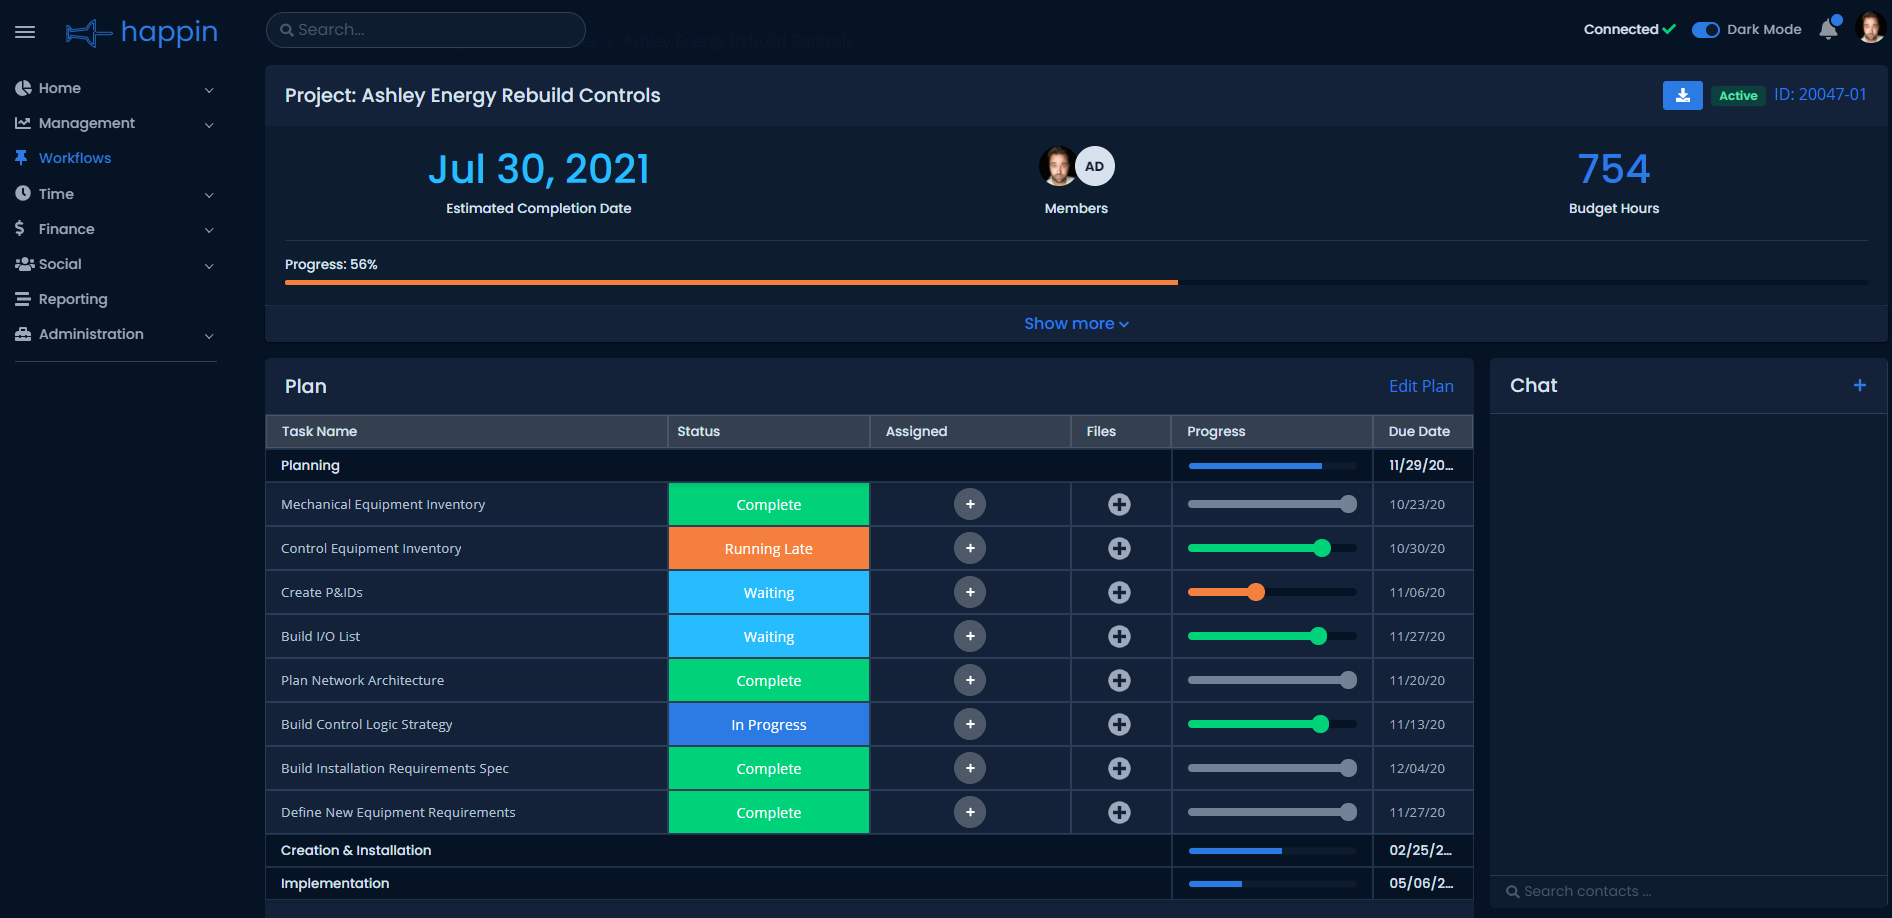 happin
Search...
Connected
Dark Mode
Home
Management
Workflows
Time
Finance
Social
Reporting
Administration
Project: Ashley Energy Rebuild Controls
Active
ID: 20047-01
Jul 30, 2021
Estimated Completion Date
AD
Members
754
Budget Hours
Progress: 56%
Show more
Plan
Edit Plan
Task Name Status Assigned Files Progress Due Date
Planning 11/29/20...
Mechanical Equipment Inventory Complete 10/23/20
Control Equipment Inventory Running Late 10/30/20
Create P&IDs Waiting 11/06/20
Build I/O List Waiting 11/27/20
Plan Network Architecture Complete 11/20/20
Build Control Logic Strategy In Progress 11/13/20
Build Installation Requirements Spec Complete 12/04/20
Define New Equipment Requirements Complete 11/27/20
Creation & Installation 02/25/2...
Implementation 05/06/2...
Chat
Search contacts ...